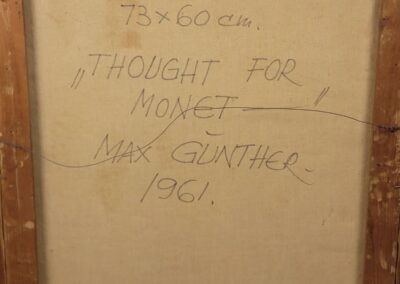 73×60 cm.
„THOUGHT FOR
MONET"
MAX GÜNTHER.
1961.